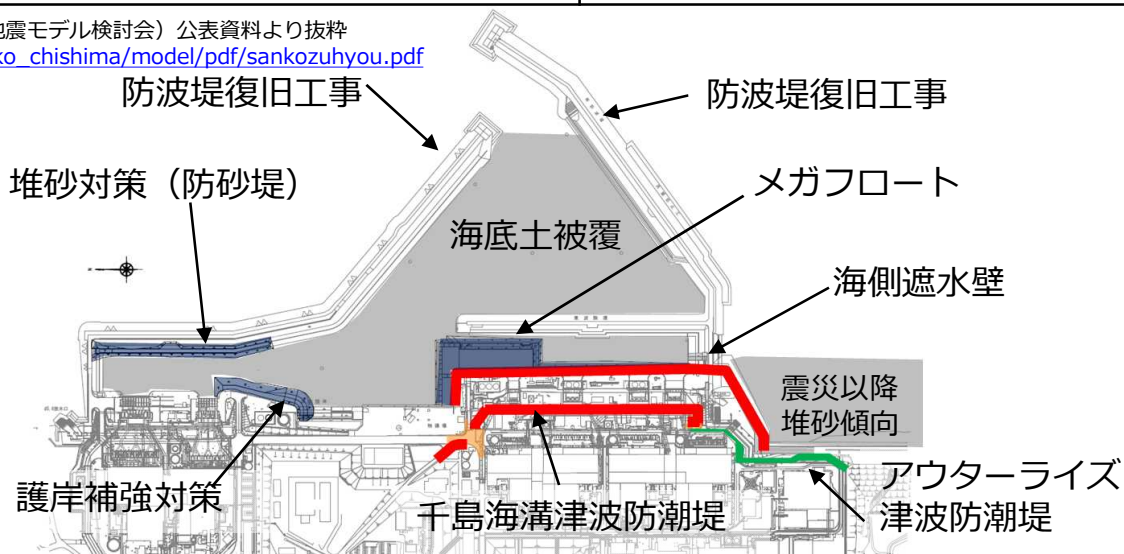 地震モデル検討会）公表資料より抜粋
ko_chishima/model/pdf/sankozuhyou.pdf
防波堤復旧工事
防波堤復旧工事
堆砂対策（防砂堤）
メガフロート
海底土被覆
海側遮水壁
震災以降
堆砂傾向
護岸補強対策
千島海溝津波防潮堤
アウターライズ
津波防潮堤